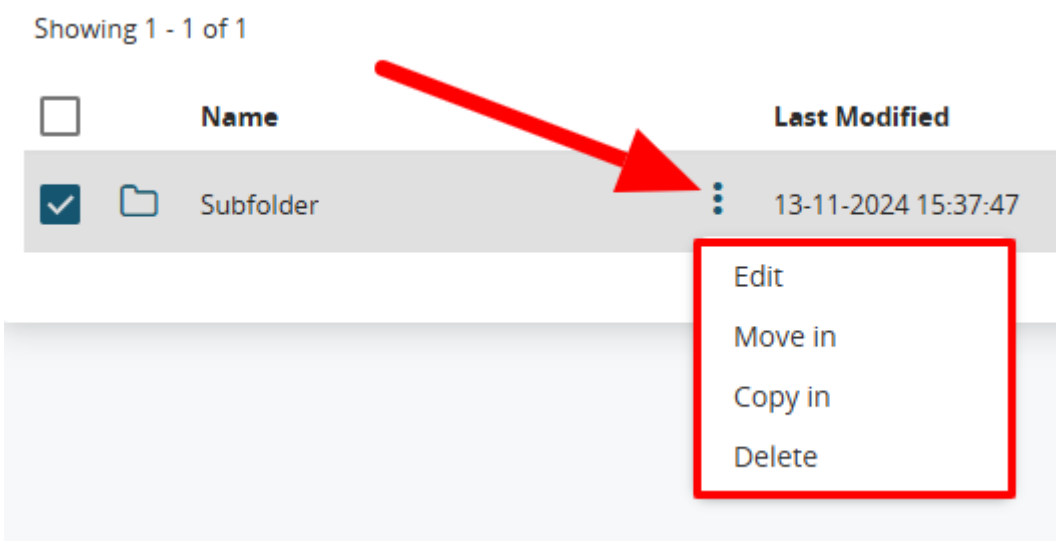 Showing 1 - 1 of 1
Name Last Modified
Subfolder 13-11-2024 15:37:47
Edit
Move in
Copy in
Delete